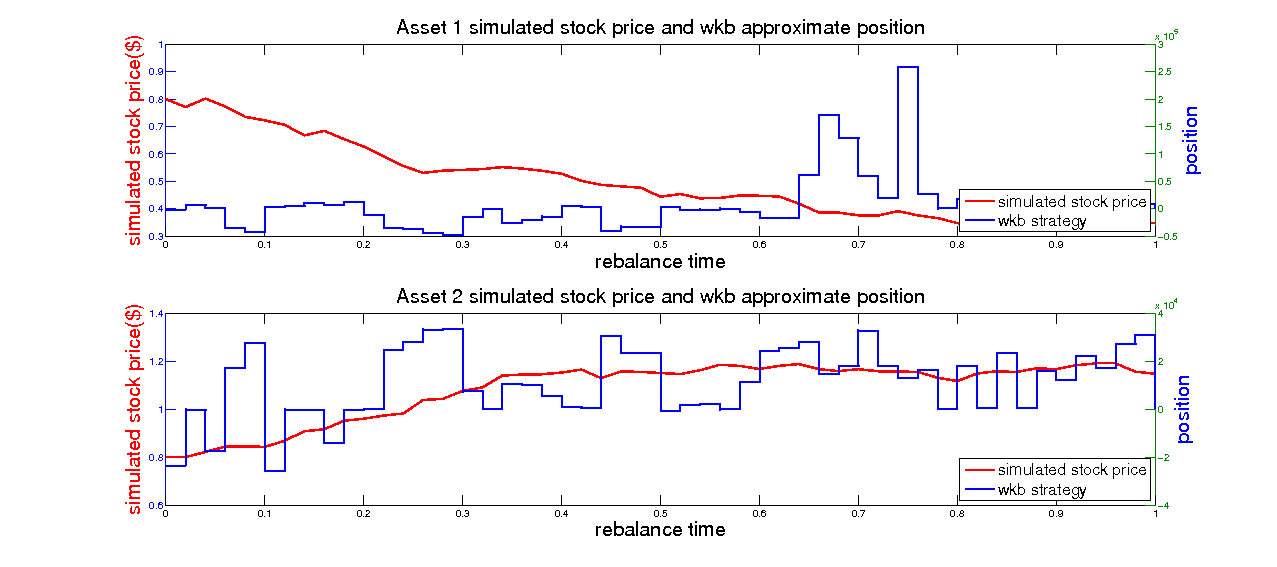 Asset 1 simulated stock price and wkb approximate position
x 10^5
simulated stock price($)
1
0.9
0.8
0.7
0.6
0.5
0.4
0.3
3
2.5
2
1.5
1
0.5
0
-0.5
position
simulated stock price
wkb strategy
0 0.1 0.2 0.3 0.4 0.5 0.6 0.7 0.8 1
rebalance time
Asset 2 simulated stock price and wkb approximate position
x 10^4
simulated stock price($)
1.4
1.2
1
0.8
0.6
4
2
0
-2
-4
position
simulated stock price
wkb strategy
0 0.1 0.2 0.3 0.4 0.5 0.6 0.7 0.8 0.9 1
rebalance time